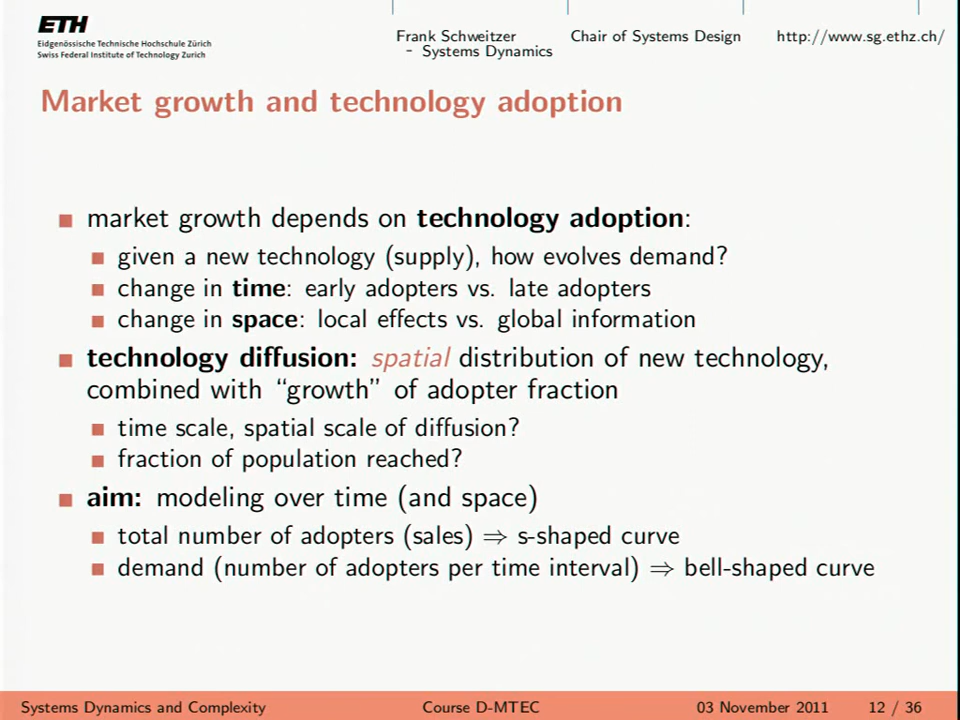 ETH
Eidgenössische Technische Hochschule Zürich
Swiss Federal Institute of Technology Zurich
Frank Schweitzer
- Systems Dynamics
Chair of Systems Design
http://www.sg.ethz.ch/
Market growth and technology adoption
market growth depends on technology adoption:
given a new technology (supply), how evolves demand?
change in time: early adopters vs. late adopters
change in space: local effects vs. global information
technology diffusion: spatial distribution of new technology,
combined with “growth” of adopter fraction
time scale, spatial scale of diffusion?
fraction of population reached?
aim: modeling over time (and space)
total number of adopters (sales) ⇒ s-shaped curve
demand (number of adopters per time interval) ⇒ bell-shaped curve
Systems Dynamics and Complexity
Course D-MTEC
03 November 2011
12 / 36